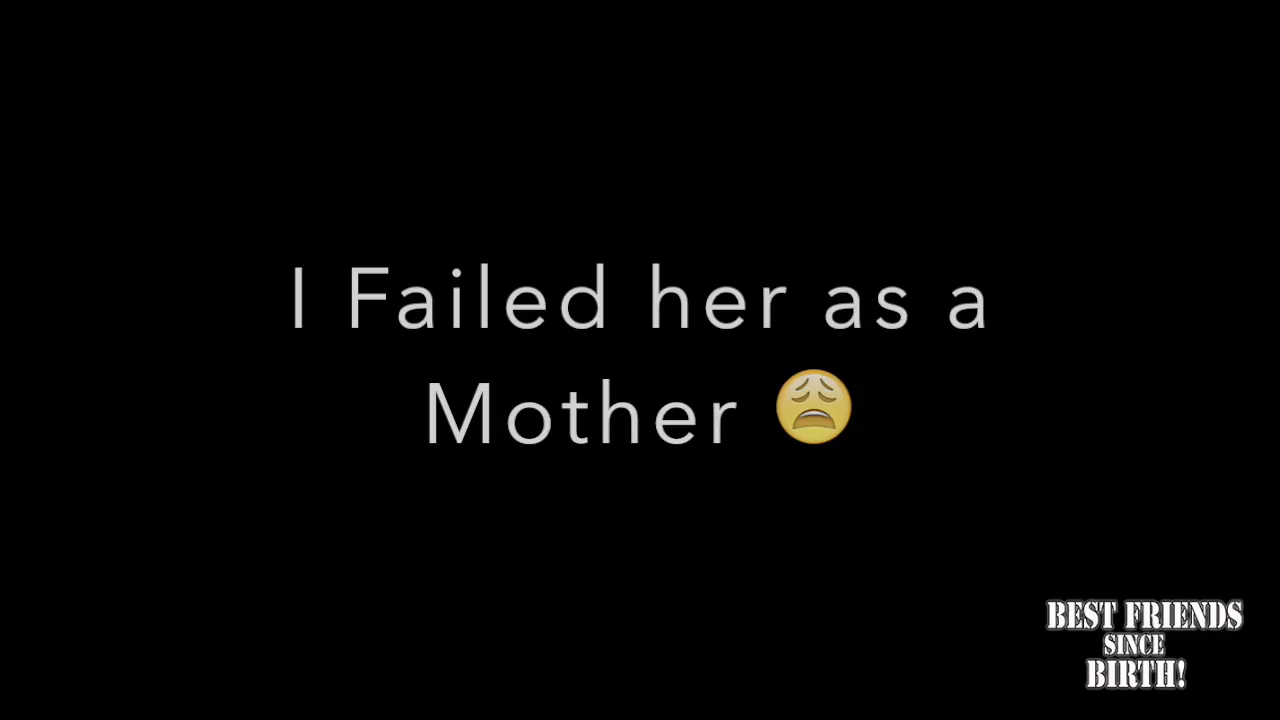 I Failed her as a
Mother 😩
BEST FRIENDS
SINCE
BIRTH!